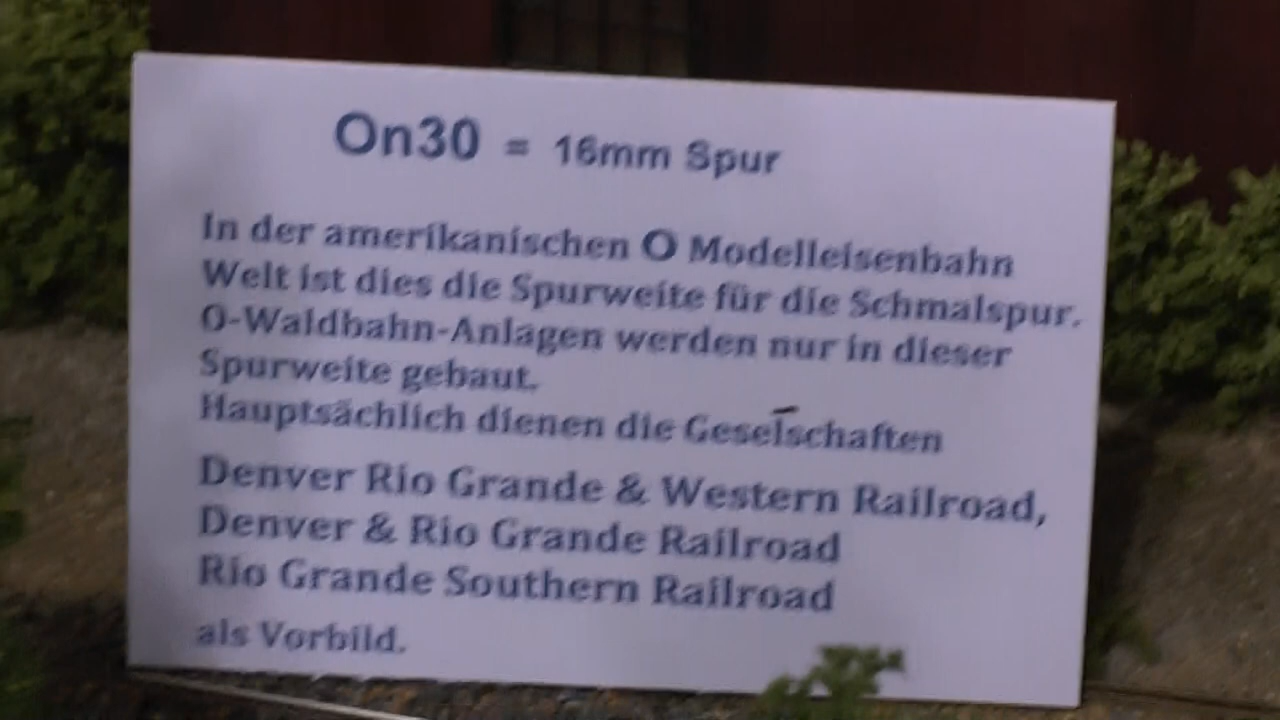 On30 = 16mm Spur
In der amerikanischen O Modelleisenbahn
Welt ist dies die Spurweite für die Schmalspur.
O-Waldbahn-Anlagen werden nur in dieser
Spurweite gebaut.
Hauptsächlich dienen die Geselschaften
Denver Rio Grande & Western Railroad,
Denver & Rio Grande Railroad
Rio Grande Southern Railroad
als Vorbild.